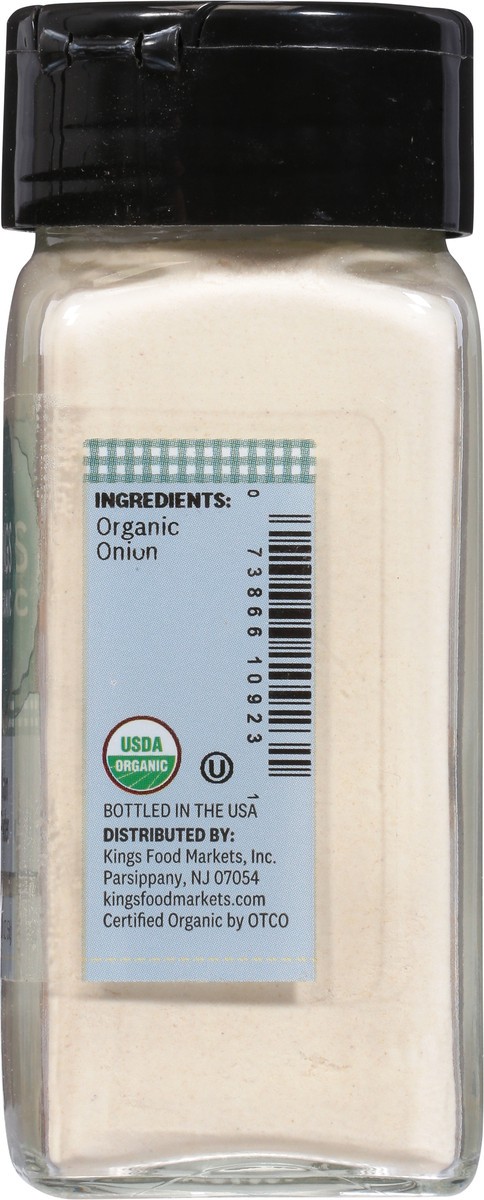 INGREDIENTS:
Organic
Onion
0 73866 10923 1
USDA
ORGANIC
U
BOTTLED IN THE USA
DISTRIBUTED BY:
Kings Food Markets, Inc.
Parsippany, NJ 07054
kingsfoodmarkets.com
Certified Organic by OTCO